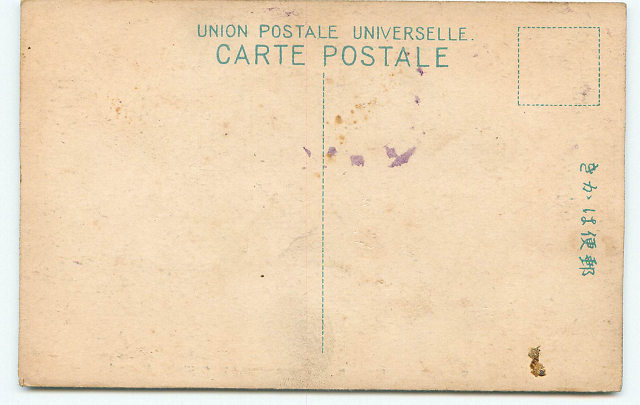 UNION POSTALE UNIVERSELLE.
CARTE POSTALE
きかは便郵